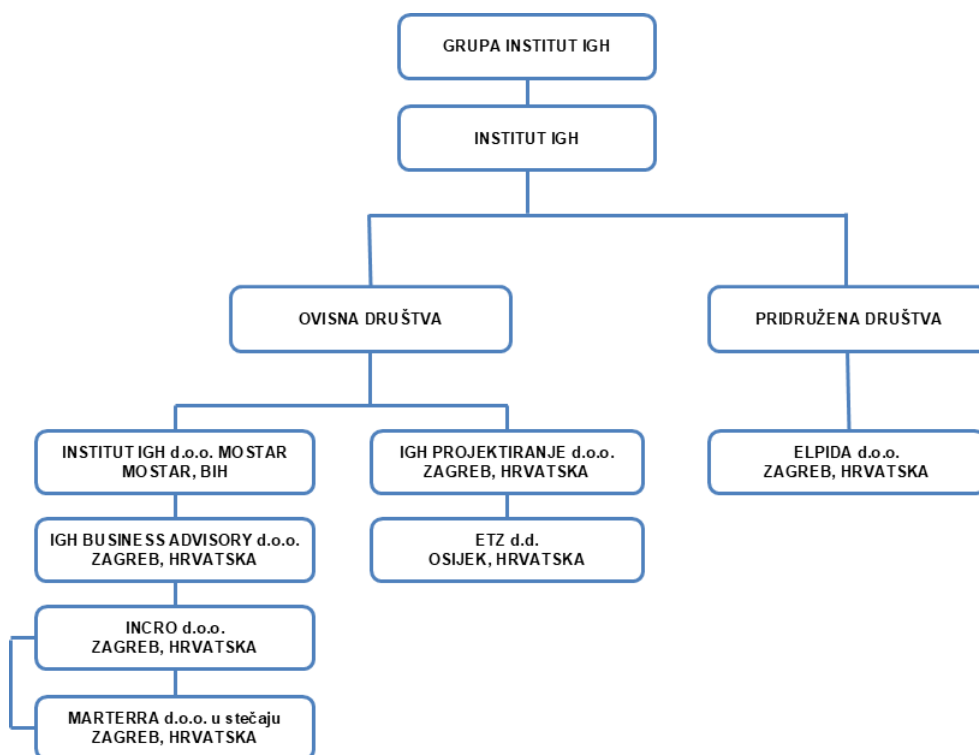 GRUPA INSTITUT IGH
INSTITUT IGH
OVISNA DRUŠTVA
PRIDRUŽENA DRUŠTVA
INSTITUT IGH d.o.o. MOSTAR
MOSTAR, BIH
IGH PROJEKTIRANJE d.o.o.
ZAGREB, HRVATSKA
ELPIDA d.o.o.
ZAGREB, HRVATSKA
IGH BUSINESS ADVISORY d.o.o.
ZAGREB, HRVATSKA
ETZ d.d.
OSIJEK, HRVATSKA
INCRO d.o.o.
ZAGREB, HRVATSKA
MARTERRA d.o.o. u stečaju
ZAGREB, HRVATSKA